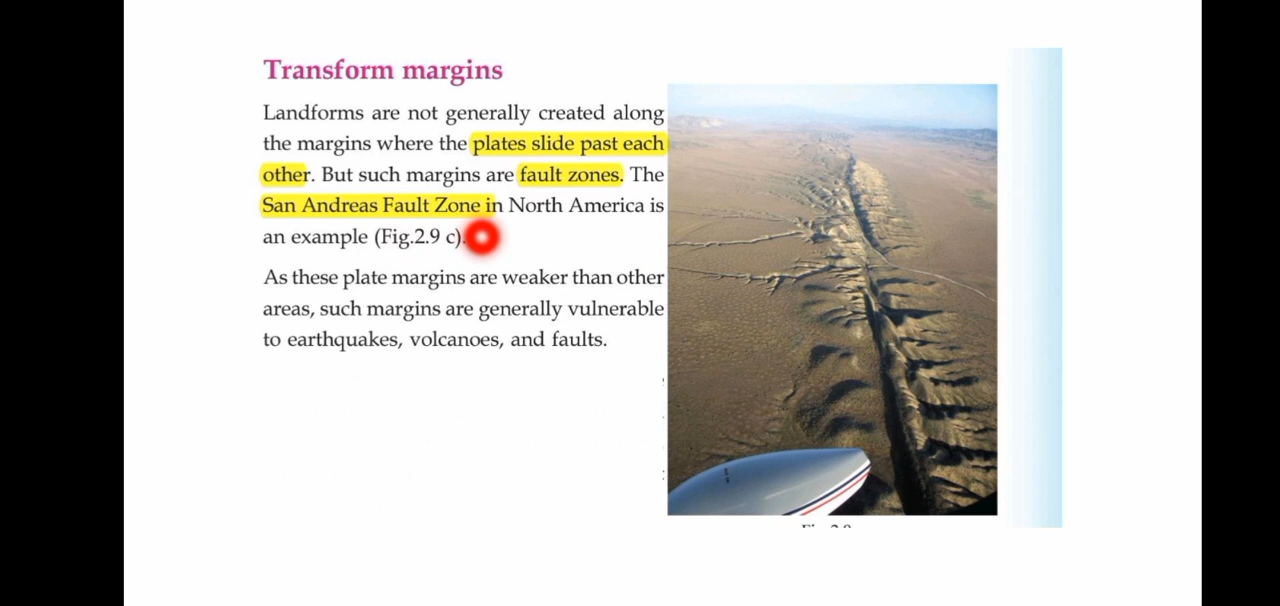 Transform margins
Landforms are not generally created along
the margins where the plates slide past each
other. But such margins are fault zones. The
San Andreas Fault Zone in North America is
an example (Fig.2.9 c).
As these plate margins are weaker than other
areas, such margins are generally vulnerable
to earthquakes, volcanoes, and faults.